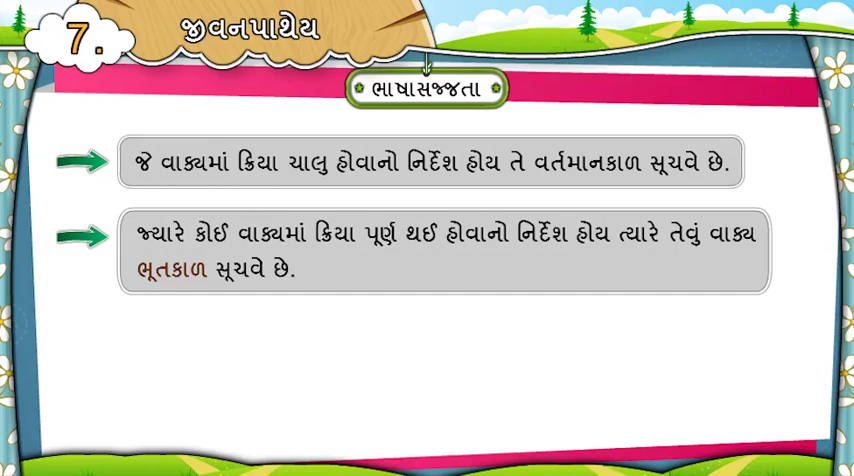 7. જીવનપાથેય
ભાષાસજ્જતા
જે વાક્યમાં ક્રિયા ચાલુ હોવાનો નિર્દેશ હોય તે વર્તમાનકાળ સૂચવે છે.
જ્યારે કોઈ વાક્યમાં ક્રિયા પૂર્ણ થઈ હોવાનો નિર્દેશ હોય ત્યારે તેવું વાક્ય
ભૂતકાળ સૂચવે છે.